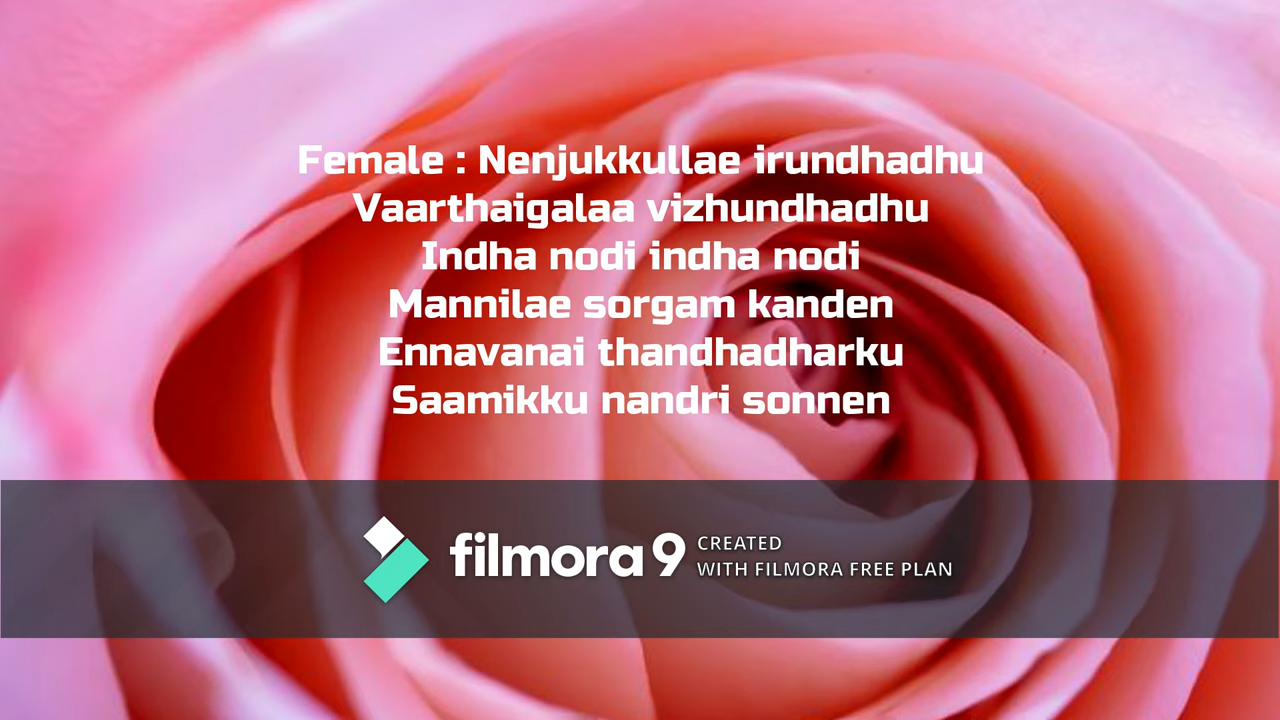 Female : Nenjukkullae irundhadhu
Vaarthaigalaa vizhundhadhu
Indha nodi indha nodi
Mannilae sorgam kanden
Ennavanai thandhadharku
Saamikku nandri sonnen
filmora 9 CREATED
WITH FILMORA FREE PLAN